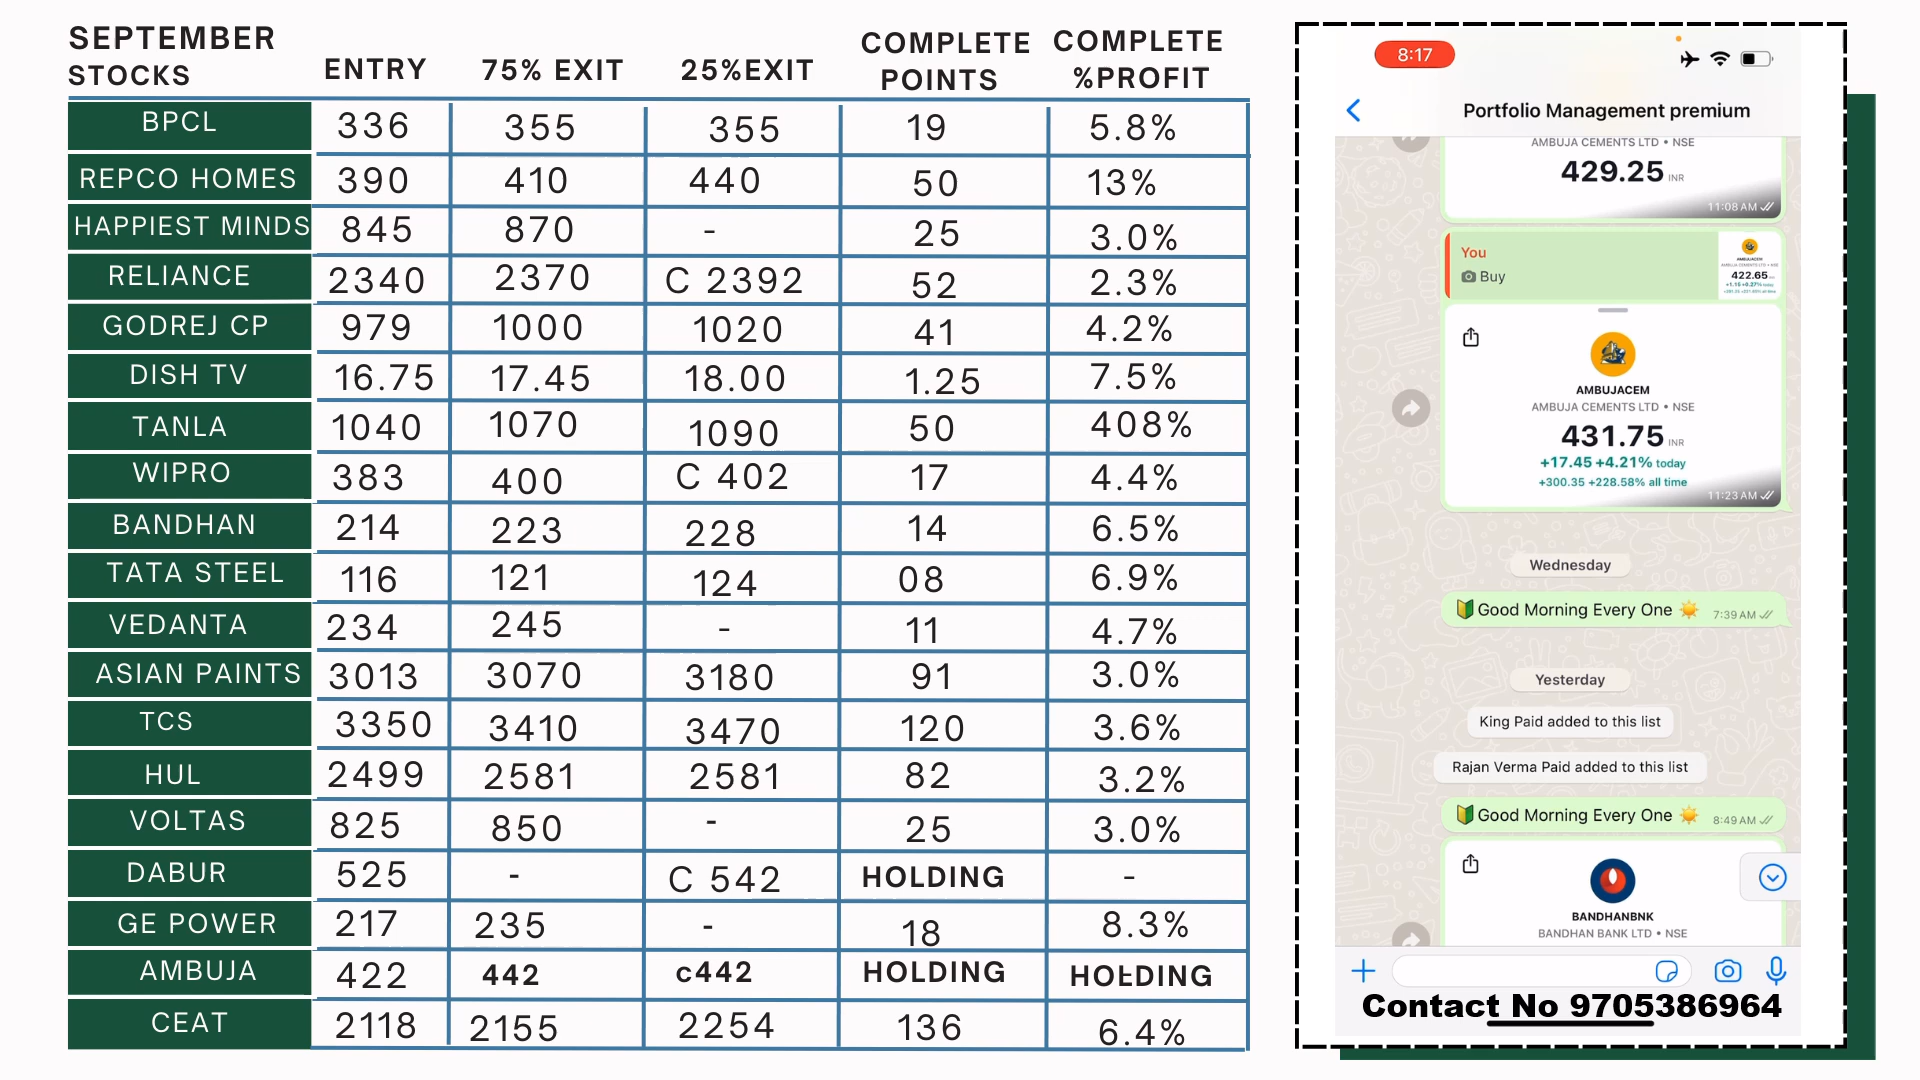 SEPTEMBER STOCKS ENTRY 75% EXIT 25%EXIT COMPLETE POINTS COMPLETE %PROFIT
BPCL 336 355 355 19 5.8%
REPCO HOMES 390 410 440 50 13%
HAPPIEST MINDS 845 870 - 25 3.0%
RELIANCE 2340 2370 C 2392 52 2.3%
GODREJ CP 979 1000 1020 41 4.2%
DISH TV 16.75 17.45 18.00 1.25 7.5%
TANLA 1040 1070 1090 50 408%
WIPRO 383 400 C 402 17 4.4%
BANDHAN 214 223 228 14 6.5%
TATA STEEL 116 121 124 08 6.9%
VEDANTA 234 245 - 11 4.7%
ASIAN PAINTS 3013 3070 3180 91 3.0%
TCS 3350 3410 3470 120 3.6%
HUL 2499 2581 2581 82 3.2%
VOLTAS 825 850 - 25 3.0%
DABUR 525 - C 542 HOLDING -
GE POWER 217 235 - 18 8.3%
AMBUJA 422 442 c442 HOLDING HOLDING
CEAT 2118 2155 2254 136 6.4%
8:17
Portfolio Management premium
AMBUJA CEMENTS LTD • NSE
429.25 INR
11:08 AM
You
Buy
422.65
AMBUJACEM
AMBUJA CEMENTS LTD • NSE
431.75 INR
+17.45 +4.21% today
+300.35 +228.58% all time
11:23 AM
Wednesday
🔰Good Morning Every One ☀️ 7:39 AM
Yesterday
King Paid added to this list
Rajan Verma Paid added to this list
🔰Good Morning Every One ☀️ 8:49 AM
BANDHANBNK
BANDHAN BANK LTD • NSE
Contact No 9705386964